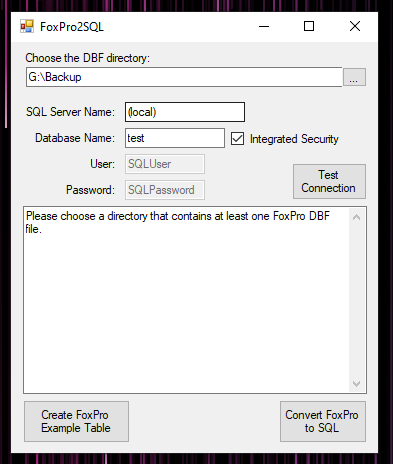 FoxPro2SQL
Choose the DBF directory:
G:\Backup
...
SQL Server Name:
(local)
Database Name:
test
Integrated Security
User:
SQLUser
Password:
SQLPassword
Test
Connection
Please choose a directory that contains at least one FoxPro DBF
file.
Create FoxPro
Example Table
Convert FoxPro
to SQL